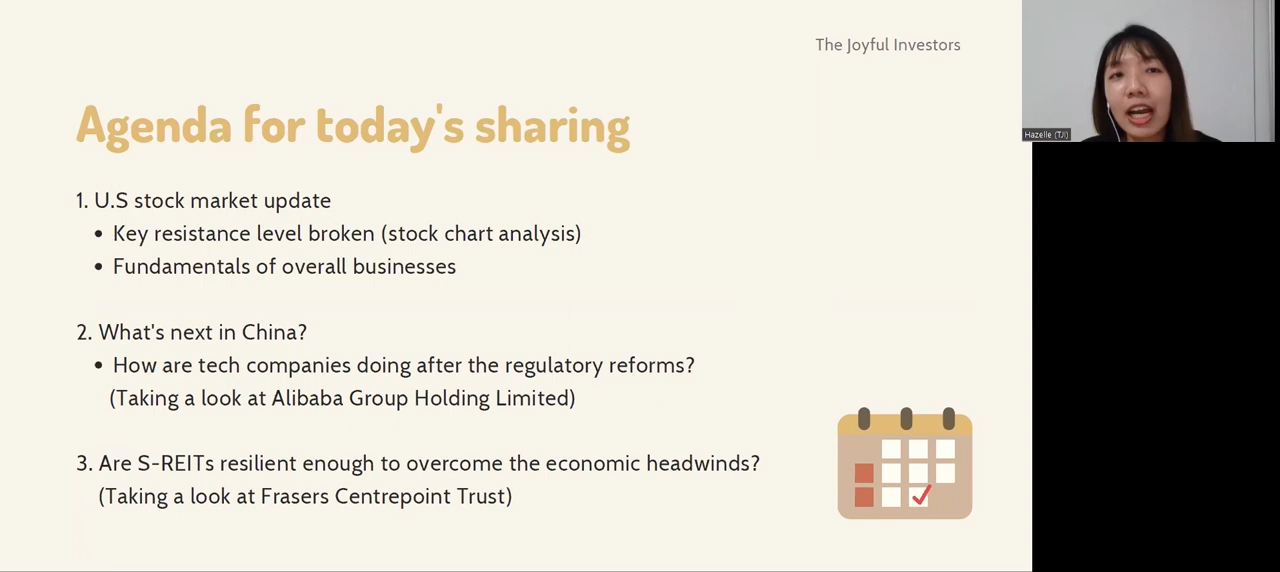 The Joyful Investors
Agenda for today's sharing
1. U.S stock market update
• Key resistance level broken (stock chart analysis)
• Fundamentals of overall businesses
2. What's next in China?
• How are tech companies doing after the regulatory reforms?
(Taking a look at Alibaba Group Holding Limited)
3. Are S-REITs resilient enough to overcome the economic headwinds?
(Taking a look at Frasers Centrepoint Trust)
Hazelle (TJI)